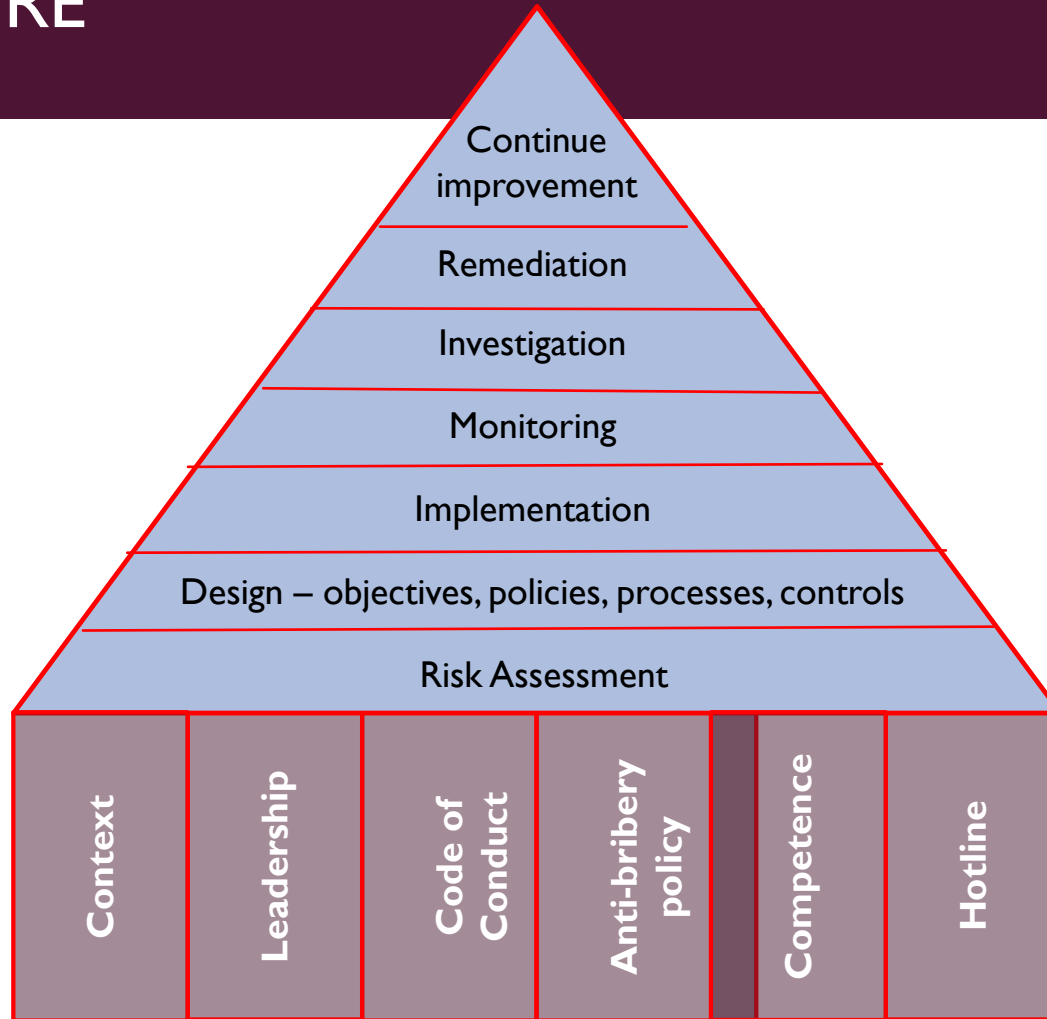 RE
Continue
improvement
Remediation
Investigation
Monitoring
Implementation
Design – objectives, policies, processes, controls
Risk Assessment
Context
Leadership
Code of
Conduct
Anti-bribery
policy
Competence
Hotline